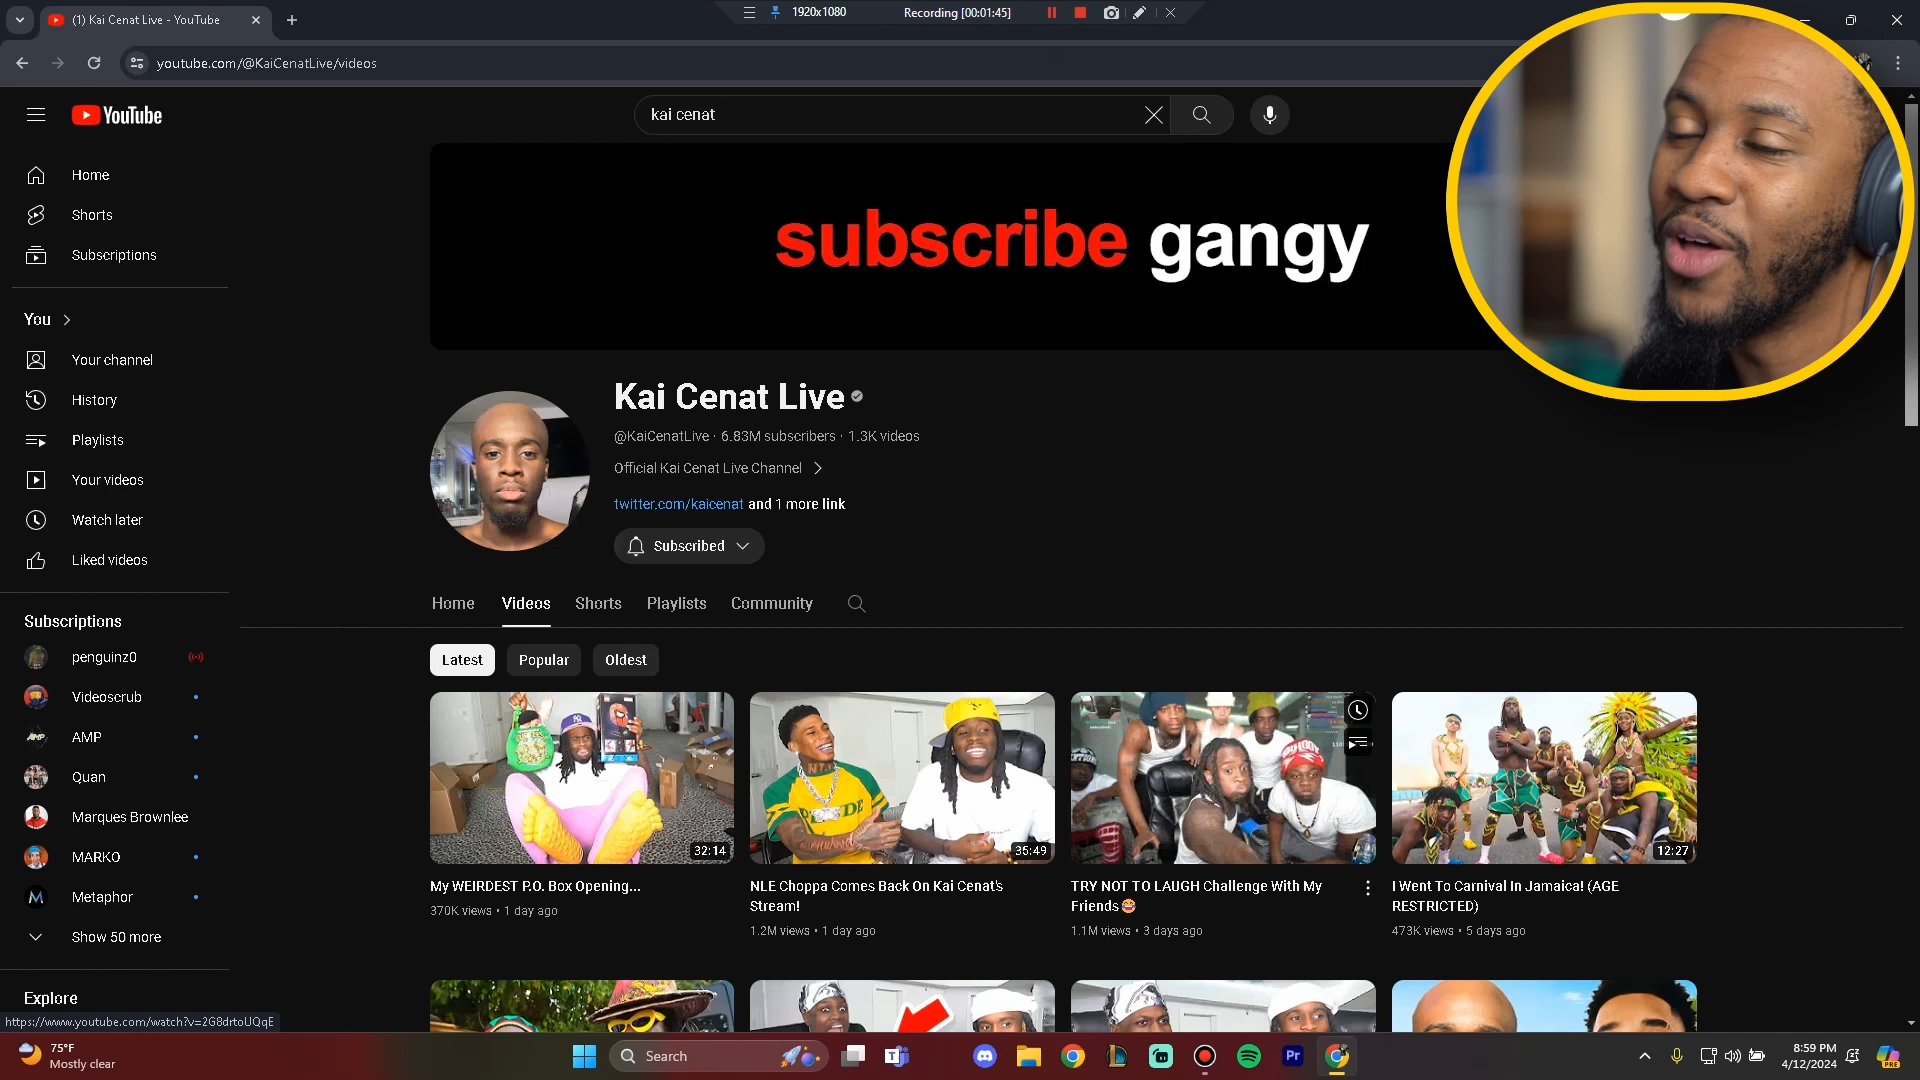 (1) Kai Cenat Live - YouTube
1920x1080
Recording [00:01:45]
youtube.com/@KaiCenatLive/videos
YouTube
kai cenat
Home
Shorts
Subscriptions
subscribe gangy
You
Your channel
History
Playlists
Your videos
Watch later
Liked videos
Kai Cenat Live
@KaiCenatLive · 6.83M subscribers · 1.3K videos
Official Kai Cenat Live Channel
twitter.com/kaicenat and 1 more link
Subscribed
Home Videos Shorts Playlists Community
Latest Popular Oldest
Subscriptions
penguinz0
Videoscrub
AMP
Quan
Marques Brownlee
MARKO
Metaphor
Show 50 more
Explore
32:14
My WEIRDEST P.O. Box Opening...
370K views • 1 day ago
35:49
NLE Choppa Comes Back On Kai Cenat's
Stream!
1.2M views • 1 day ago
TRY NOT TO LAUGH Challenge With My
Friends😂
1.1M views • 3 days ago
12:27
I Went To Carnival In Jamaica! (AGE
RESTRICTED)
473K views • 5 days ago
https://www.youtube.com/watch?v=2G8drtoUQqE
75°F
Mostly clear
Search
Pr
8:59 PM
4/12/2024